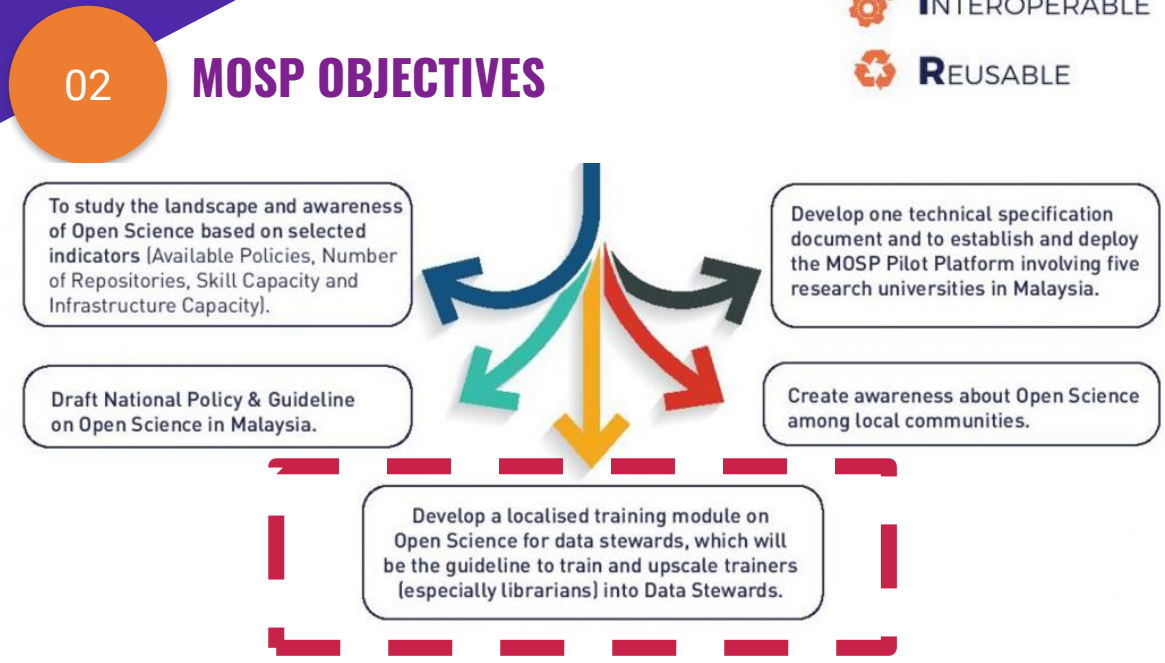 INTEROPERABLE
REUSABLE
02
MOSP OBJECTIVES
To study the landscape and awareness
of Open Science based on selected
indicators (Available Policies, Number
of Repositories, Skill Capacity and
Infrastructure Capacity).
Develop one technical specification
document and to establish and deploy
the MOSP Pilot Platform involving five
research universities in Malaysia.
Draft National Policy & Guideline
on Open Science in Malaysia.
Create awareness about Open Science
among local communities.
Develop a localised training module on
Open Science for data stewards, which will
be the guideline to train and upscale trainers
(especially librarians) into Data Stewards.